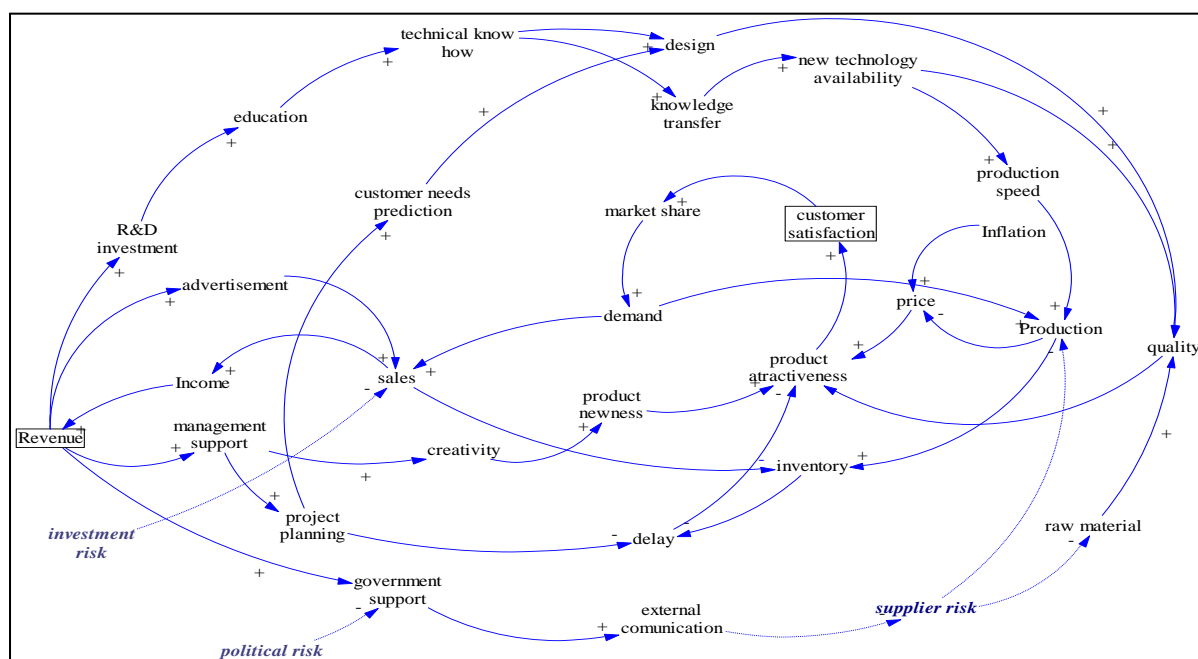 technical know
how
design
new technology
availability
education
knowledge
transfer
customer needs
prediction
production
speed
market share
customer
satisfaction
R&D
investment
Inflation
advertisement
price
demand
Production
quality
Income
sales
product
atractiveness
product
newness
Revenue
management
support
creativity
inventory
project
planning
investment
risk
delay
raw material
government
support
external
comunication
supplier risk
political risk